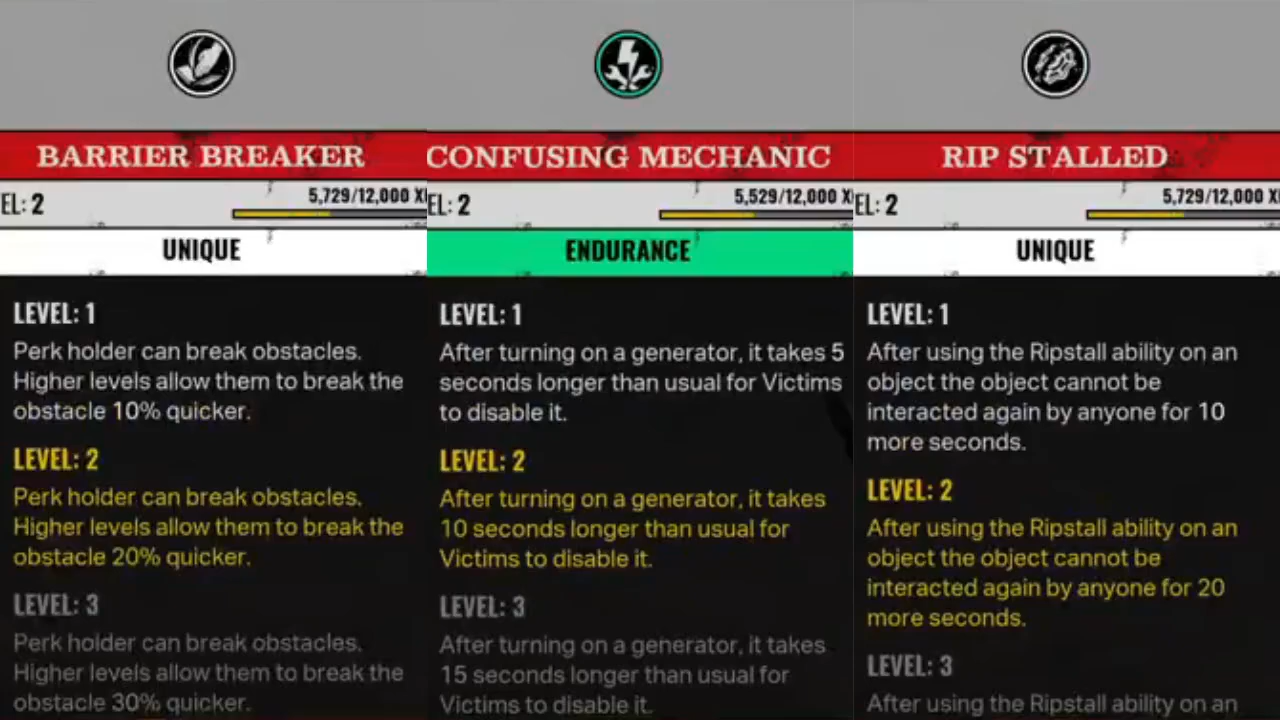 BARRIER BREAKER
EL: 2
5,729/12,000 X
UNIQUE
LEVEL: 1
Perk holder can break obstacles.
Higher levels allow them to break the
obstacle 10% quicker.
LEVEL: 2
Perk holder can break obstacles.
Higher levels allow them to break the
obstacle 20% quicker.
LEVEL: 3
Perk holder can break obstacles.
Higher levels allow them to break the
obstacle 30% quicker.
CONFUSING MECHANIC
EL: 2
5,529/12,000 X
ENDURANCE
LEVEL: 1
After turning on a generator, it takes 5
seconds longer than usual for Victims
to disable it.
LEVEL: 2
After turning on a generator, it takes
10 seconds longer than usual for
Victims to disable it.
LEVEL: 3
After turning on a generator, it takes
15 seconds longer than usual for
Victims to disable it.
RIP STALLED
EL: 2
5,729/12,000 X
UNIQUE
LEVEL: 1
After using the Ripstall ability on an
object the object cannot be
interacted again by anyone for 10
more seconds.
LEVEL: 2
After using the Ripstall ability on an
object the object cannot be
interacted again by anyone for 20
more seconds.
LEVEL: 3
After using the Ripstall ability on an